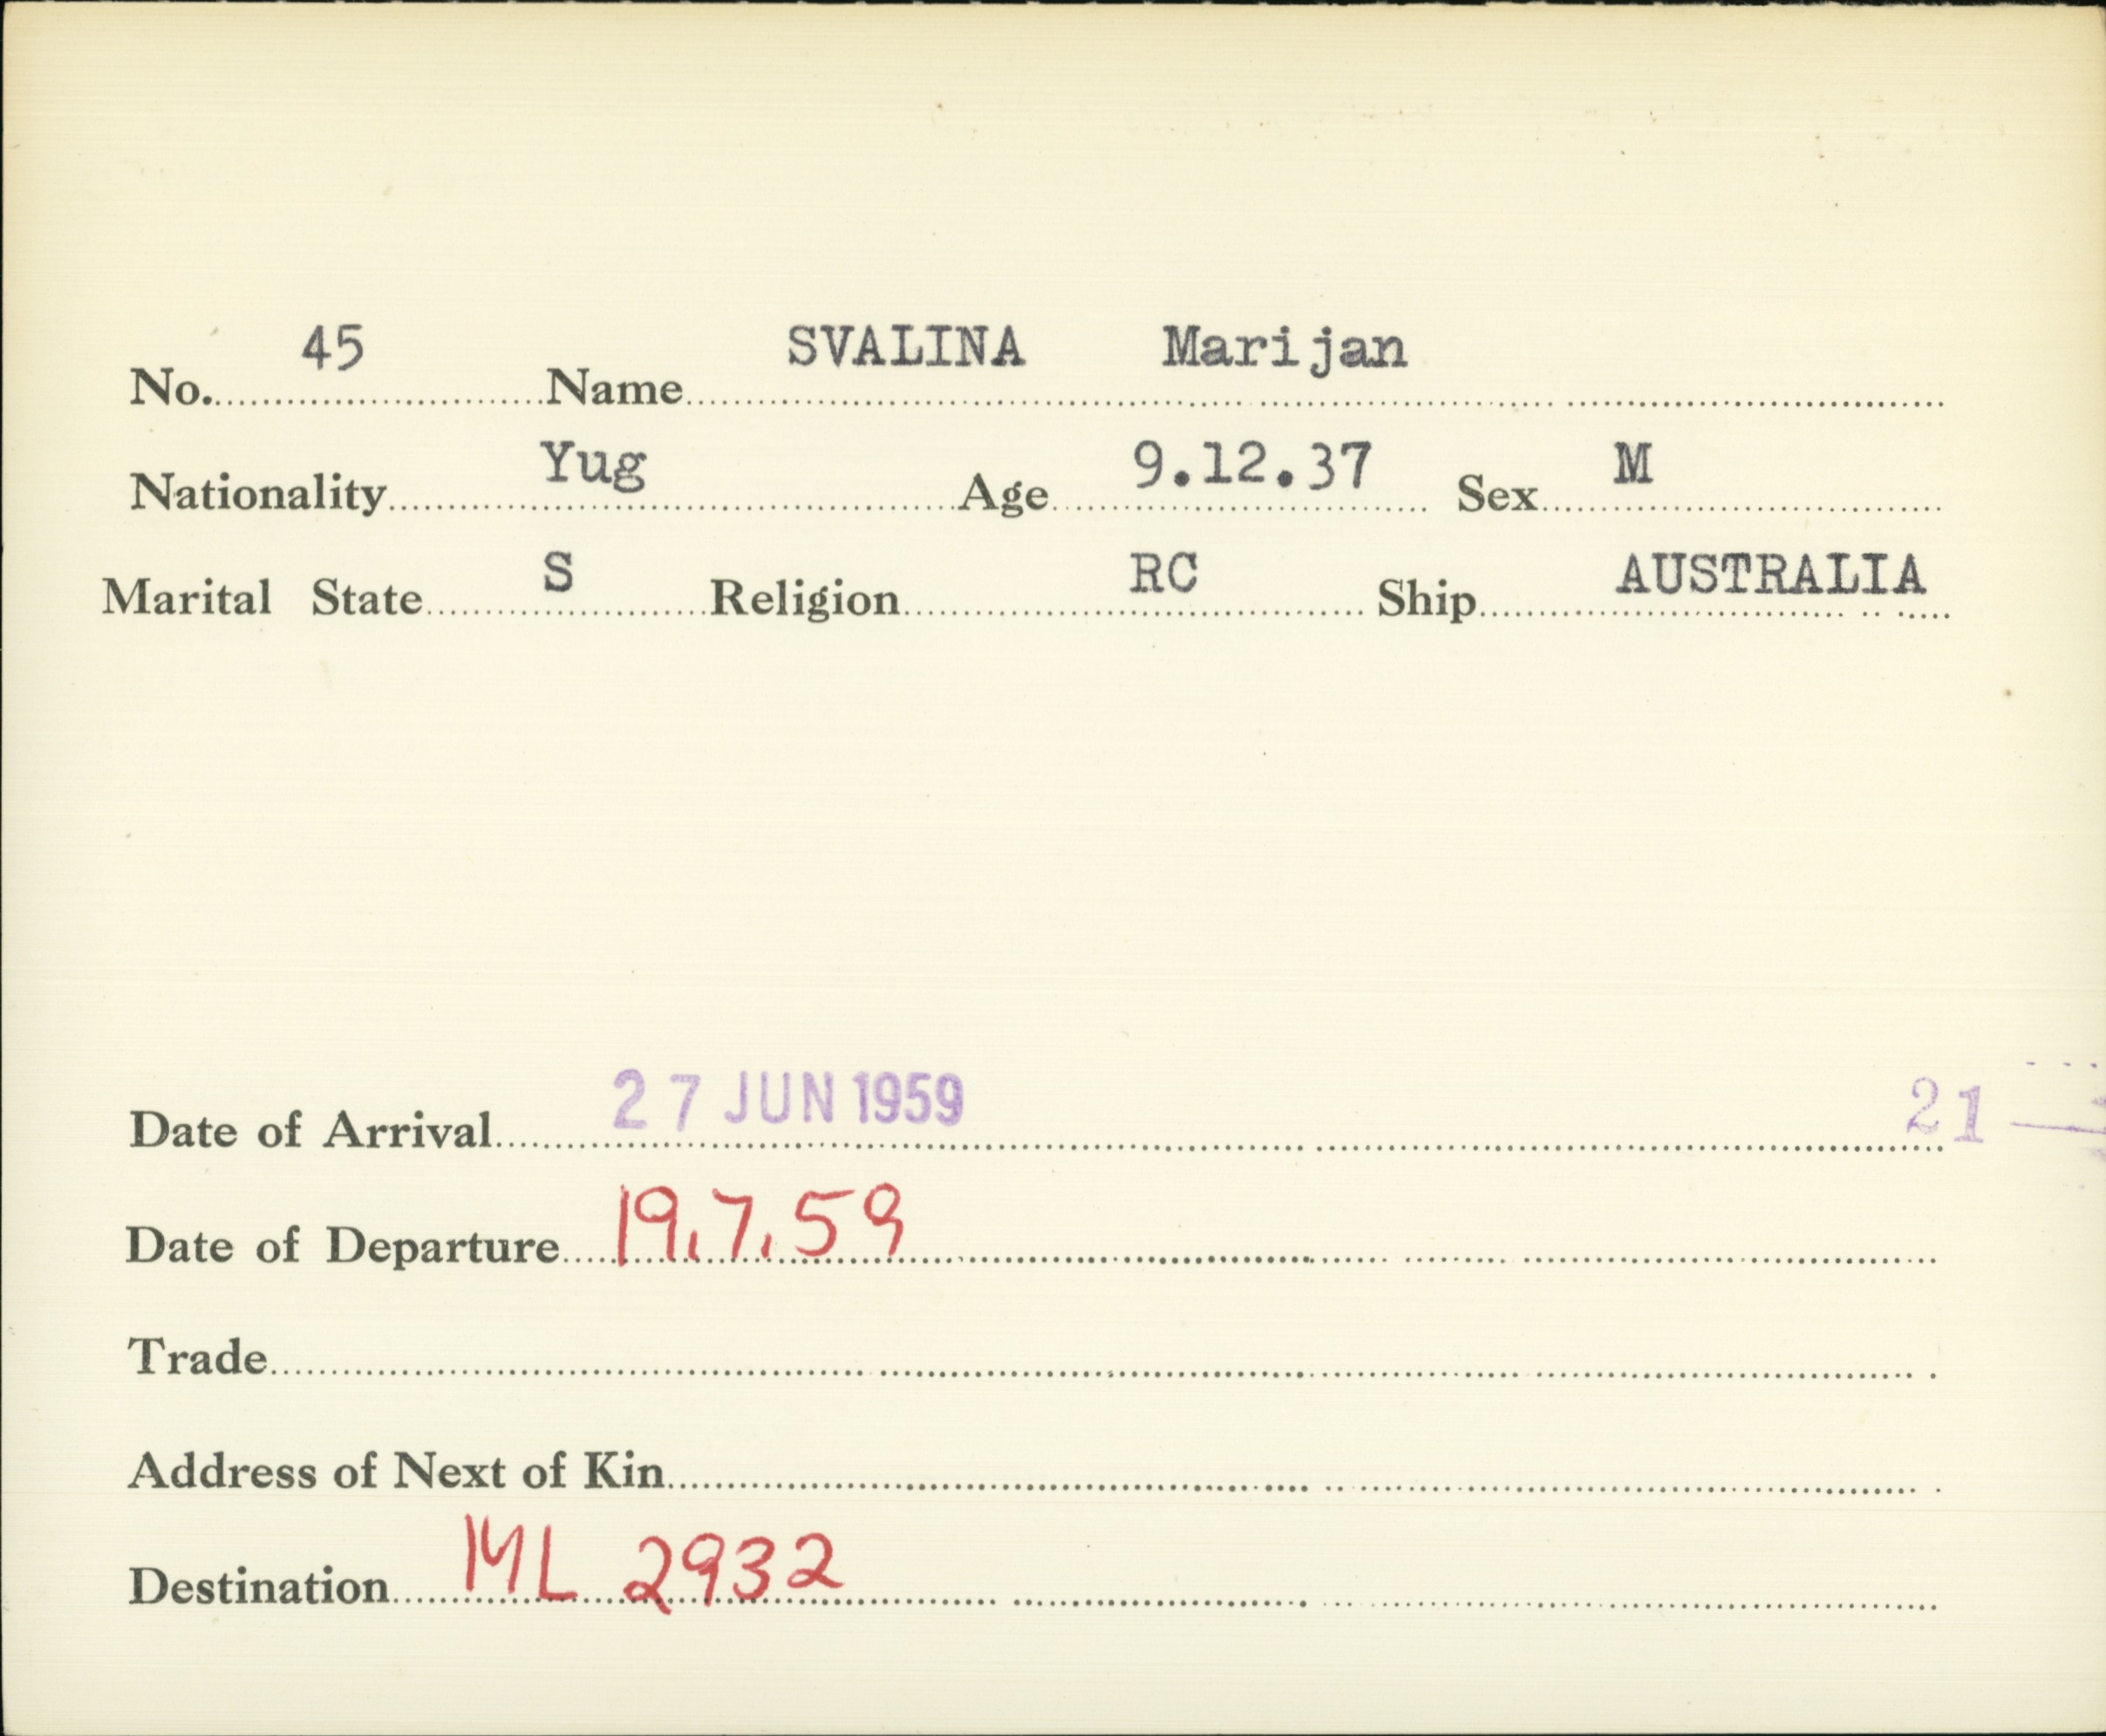 No. 45 Name SVALINA Marijan
Nationality Yug Age 9.12.37 Sex M
Marital State S Religion RC Ship AUSTRALIA
Date of Arrival 27 JUN 1959 21
Date of Departure 19.7.59
Trade
Address of Next of Kin
Destination ML 2932